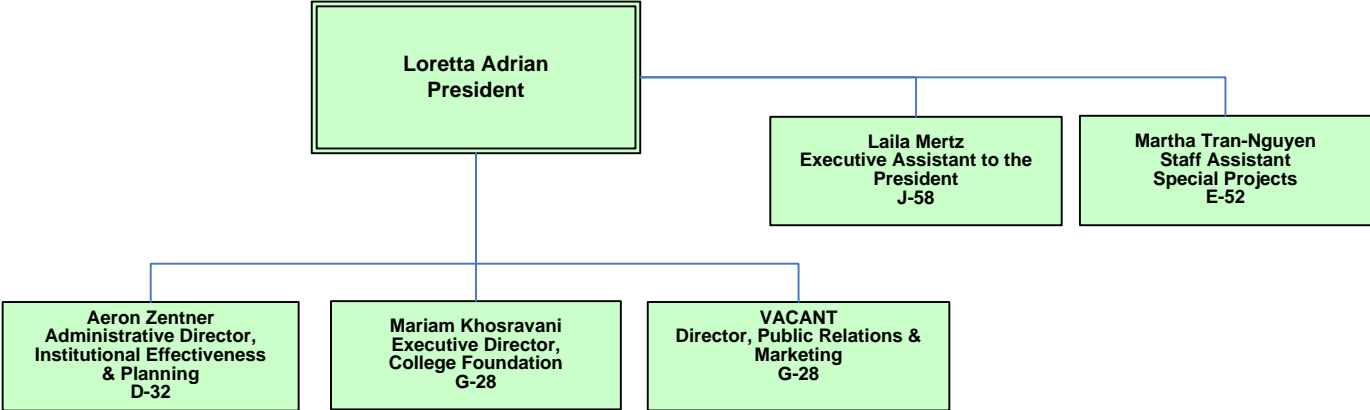 Loretta Adrian
President
Laila Mertz
Executive Assistant to the
President
J-58
Martha Tran-Nguyen
Staff Assistant
Special Projects
E-52
Aeron Zentner
Administrative Director,
Institutional Effectiveness
& Planning
D-32
Mariam Khosravani
Executive Director,
College Foundation
G-28
VACANT
Director, Public Relations &
Marketing
G-28